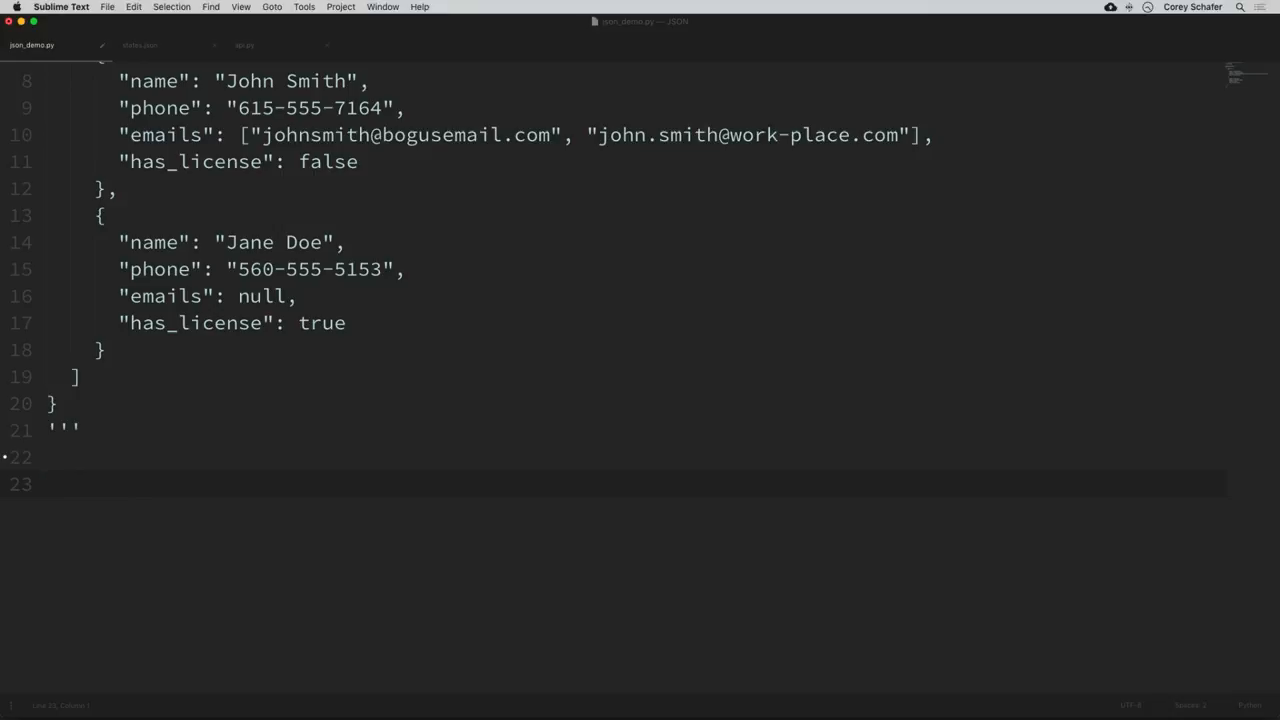 Sublime Text File Edit Selection Find View Goto Tools Project Window Help Corey Schafer
json_demo.py — JSON
json_demo.py states.json api.py
{
8 "name": "John Smith",
9 "phone": "615-555-7164",
10 "emails": ["johnsmith@bogusemail.com", "john.smith@work-place.com"],
11 "has_license": false
12 },
13 {
14 "name": "Jane Doe",
15 "phone": "560-555-5153",
16 "emails": null,
17 "has_license": true
18 }
19 ]
20 }
21 '''
22
23
Line 23, Column 1 UTF-8 Spaces: 2 Python